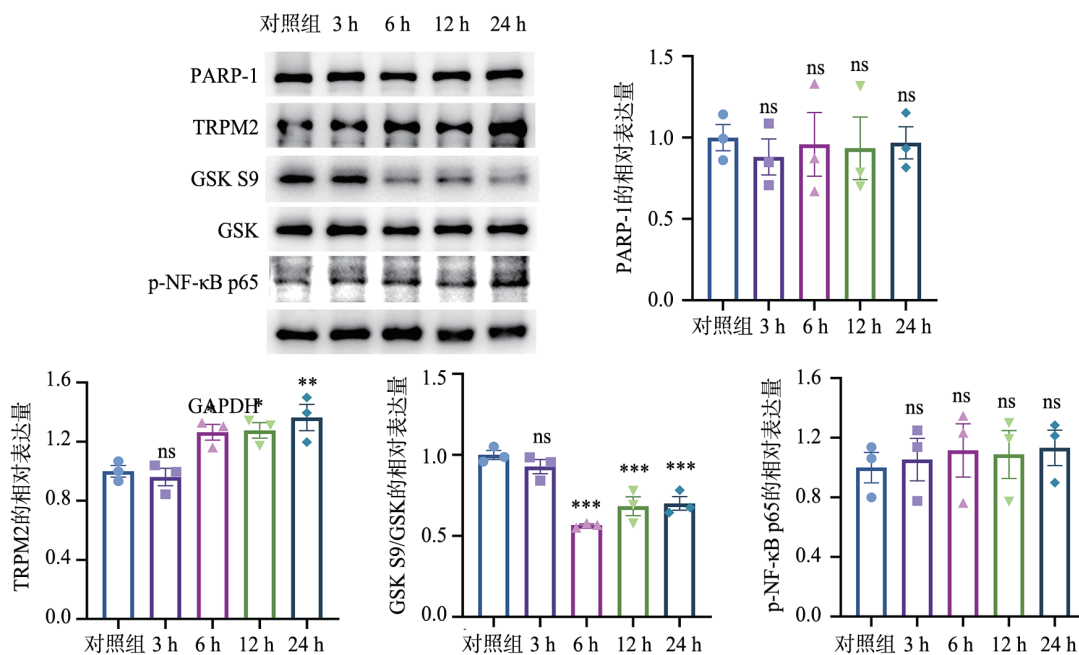 对照组 3 h 6 h 12 h 24 h
PARP-1
TRPM2
GSK S9
GSK
p-NF-κB p65
PARP-1的相对表达量
1.5
1.0
0.5
0.0
ns ns ns ns
对照组 3 h 6 h 12 h 24 h
TRPM2的相对表达量
1.6
1.2
0.8
0.4
0.0
GAPDH
ns * * **
对照组 3 h 6 h 12 h 24 h
GSK S9/GSK的相对表达量
1.5
1.0
0.5
0.0
ns *** *** ***
对照组 3 h 6 h 12 h 24 h
p-NF-κB p65的相对表达量
1.6
1.2
0.8
0.4
0.0
ns ns ns ns
对照组 3 h 6 h 12 h 24 h